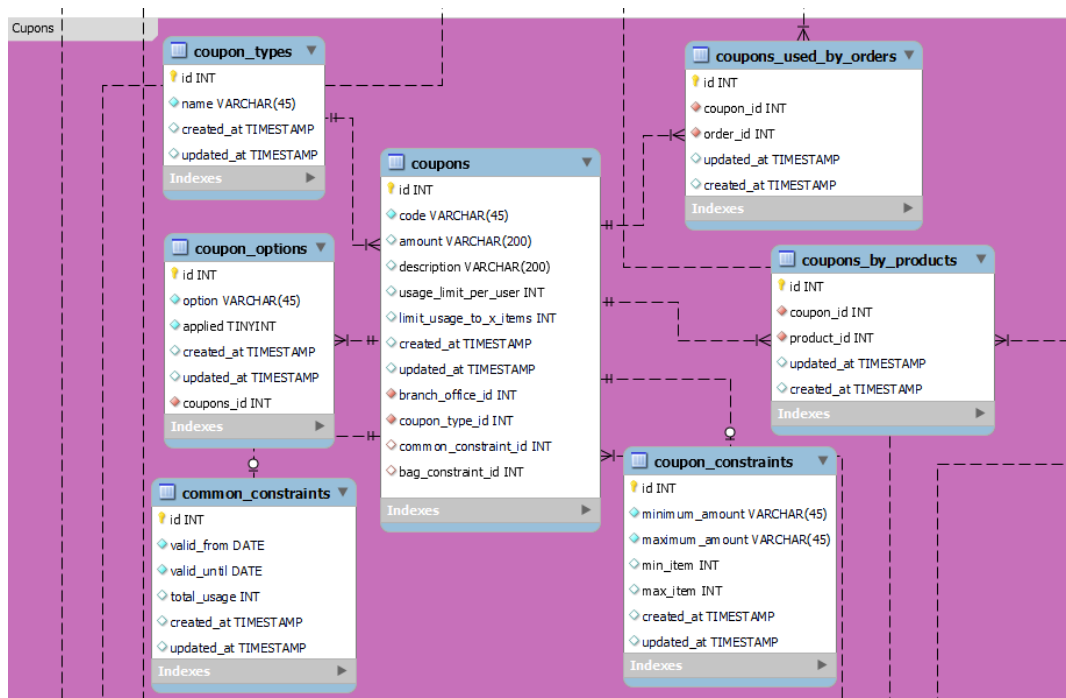 Cupons
coupon_types
id INT
name VARCHAR(45)
created_at TIMESTAMP
updated_at TIMESTAMP
Indexes
coupon_options
id INT
option VARCHAR(45)
applied TINYINT
created_at TIMESTAMP
updated_at TIMESTAMP
coupons_id INT
Indexes
common_constraints
id INT
valid_from DATE
valid_until DATE
total_usage INT
created_at TIMESTAMP
updated_at TIMESTAMP
Indexes
coupons
id INT
code VARCHAR(45)
amount VARCHAR(200)
description VARCHAR(200)
usage_limit_per_user INT
limit_usage_to_x_items INT
created_at TIMESTAMP
updated_at TIMESTAMP
branch_office_id INT
coupon_type_id INT
common_constraint_id INT
bag_constraint_id INT
Indexes
coupons_used_by_orders
id INT
coupon_id INT
order_id INT
updated_at TIMESTAMP
created_at TIMESTAMP
Indexes
coupons_by_products
id INT
coupon_id INT
product_id INT
updated_at TIMESTAMP
created_at TIMESTAMP
Indexes
coupon_constraints
id INT
minimum_amount VARCHAR(45)
maximum_amount VARCHAR(45)
min_item INT
max_item INT
created_at TIMESTAMP
updated_at TIMESTAMP
Indexes